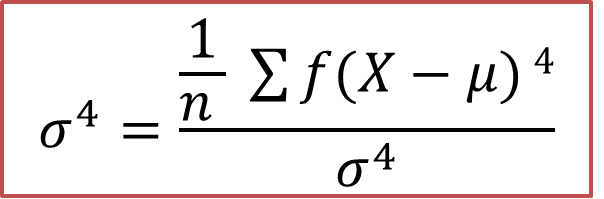 σ⁴ = (1/n ∑ f(X − μ)⁴) / σ⁴